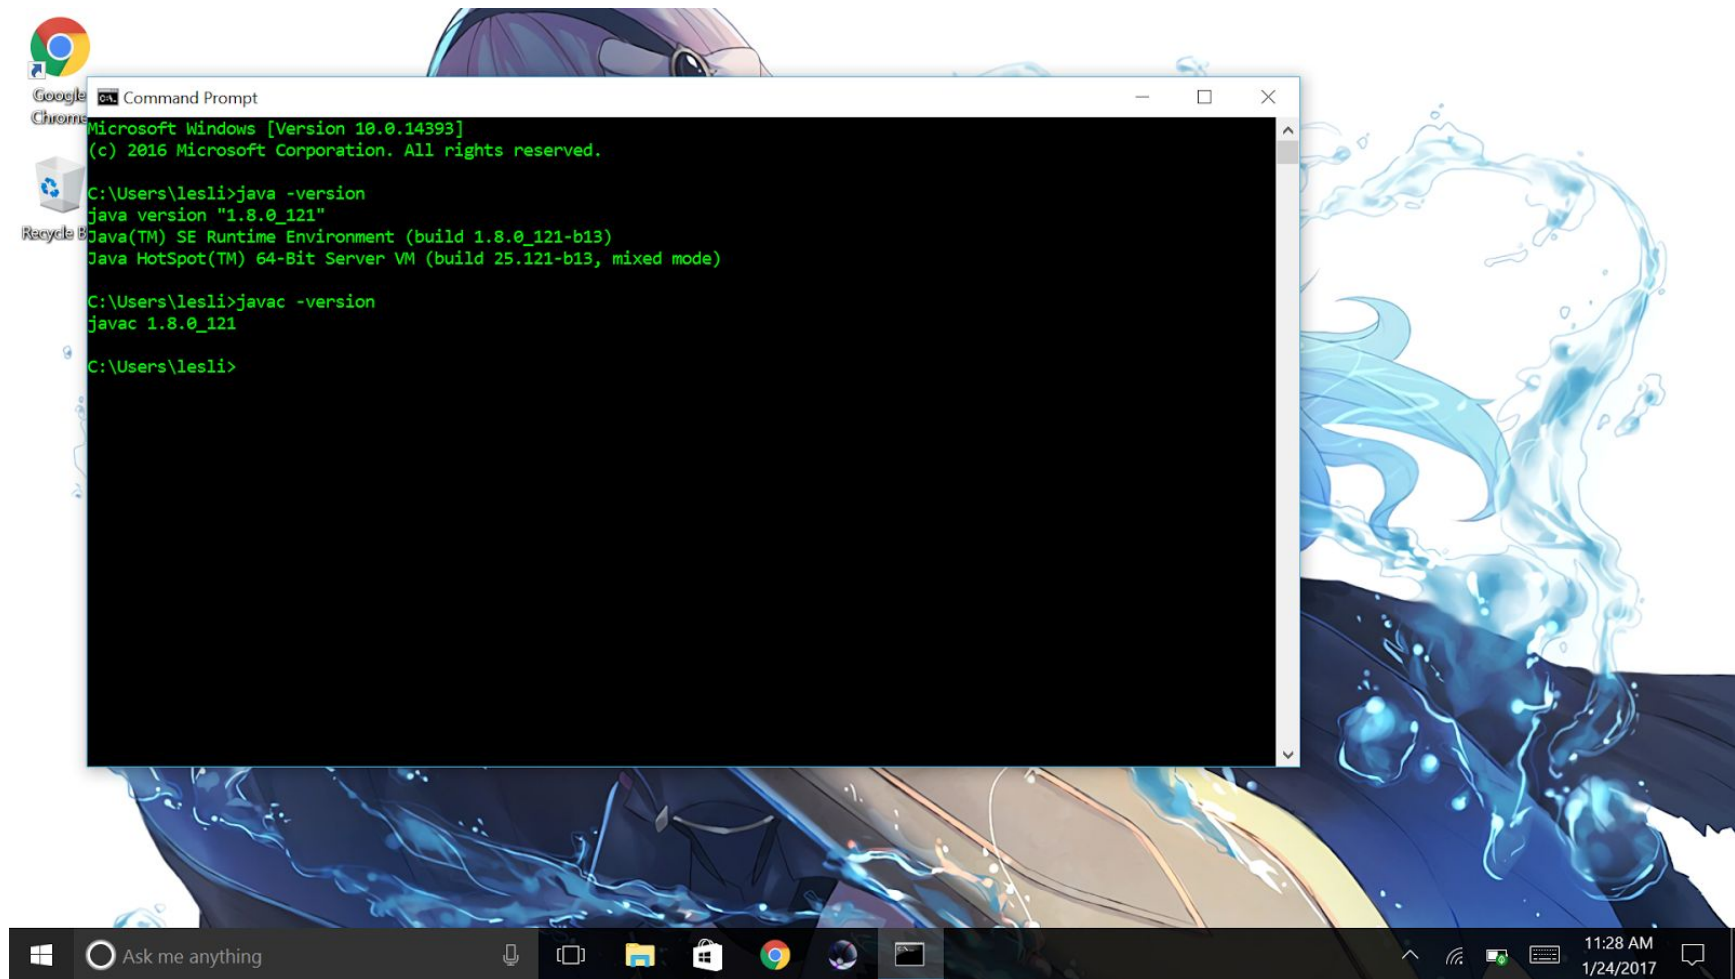 Google
Chrome
Recycle B
Command Prompt
Microsoft Windows [Version 10.0.14393]
(c) 2016 Microsoft Corporation. All rights reserved.
C:\Users\lesli>java -version
java version "1.8.0_121"
Java(TM) SE Runtime Environment (build 1.8.0_121-b13)
Java HotSpot(TM) 64-Bit Server VM (build 25.121-b13, mixed mode)
C:\Users\lesli>javac -version
javac 1.8.0_121
C:\Users\lesli>
Ask me anything
11:28 AM
1/24/2017